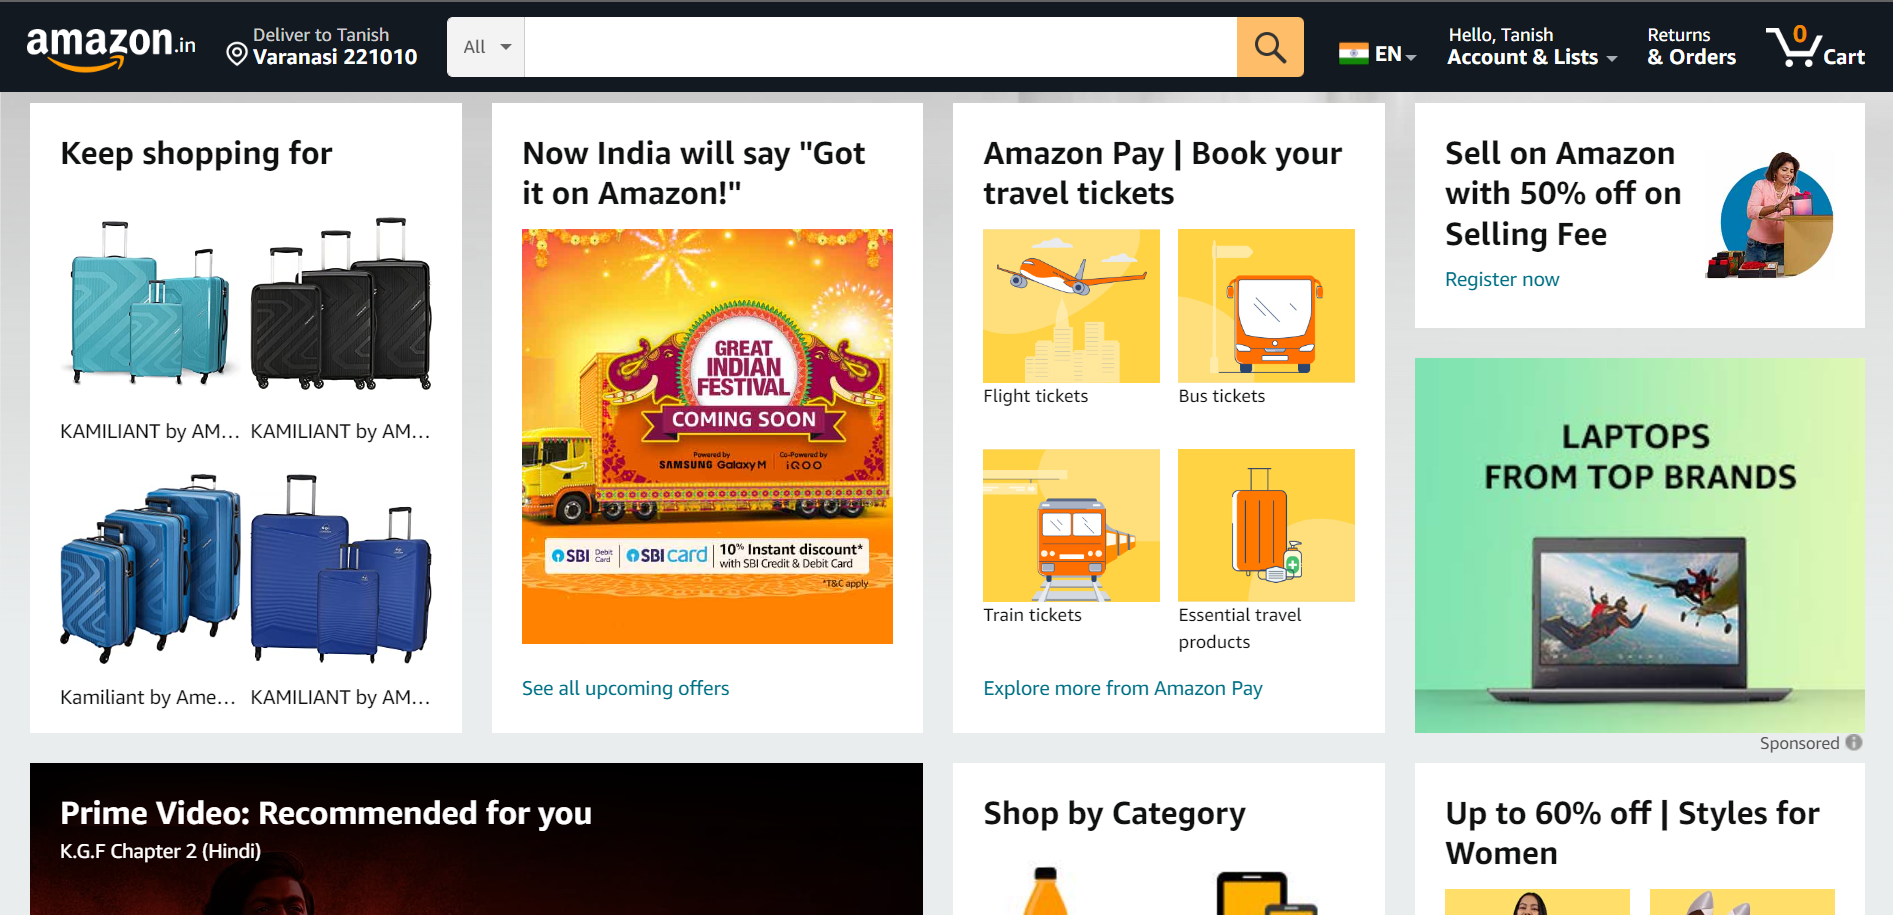 amazon.in
Deliver to Tanish
Varanasi 221010
All
EN
Hello, Tanish
Account & Lists
Returns
& Orders
0
Cart
Keep shopping for
KAMILIANT by AM...
KAMILIANT by AM...
Kamiliant by Ame...
KAMILIANT by AM...
Now India will say "Got
it on Amazon!"
GREAT
INDIAN
FESTIVAL
COMING SOON
Powered by
SAMSUNG Galaxy M
Co-Powered by
iQOO
SBI Debit Card
SBI card
10% Instant discount*
with SBI Credit & Debit Card
*T&C apply
See all upcoming offers
Amazon Pay | Book your
travel tickets
Flight tickets
Bus tickets
Train tickets
Essential travel
products
Explore more from Amazon Pay
Sell on Amazon
with 50% off on
Selling Fee
Register now
LAPTOPS
FROM TOP BRANDS
Sponsored
Prime Video: Recommended for you
K.G.F Chapter 2 (Hindi)
Shop by Category
Up to 60% off | Styles for
Women